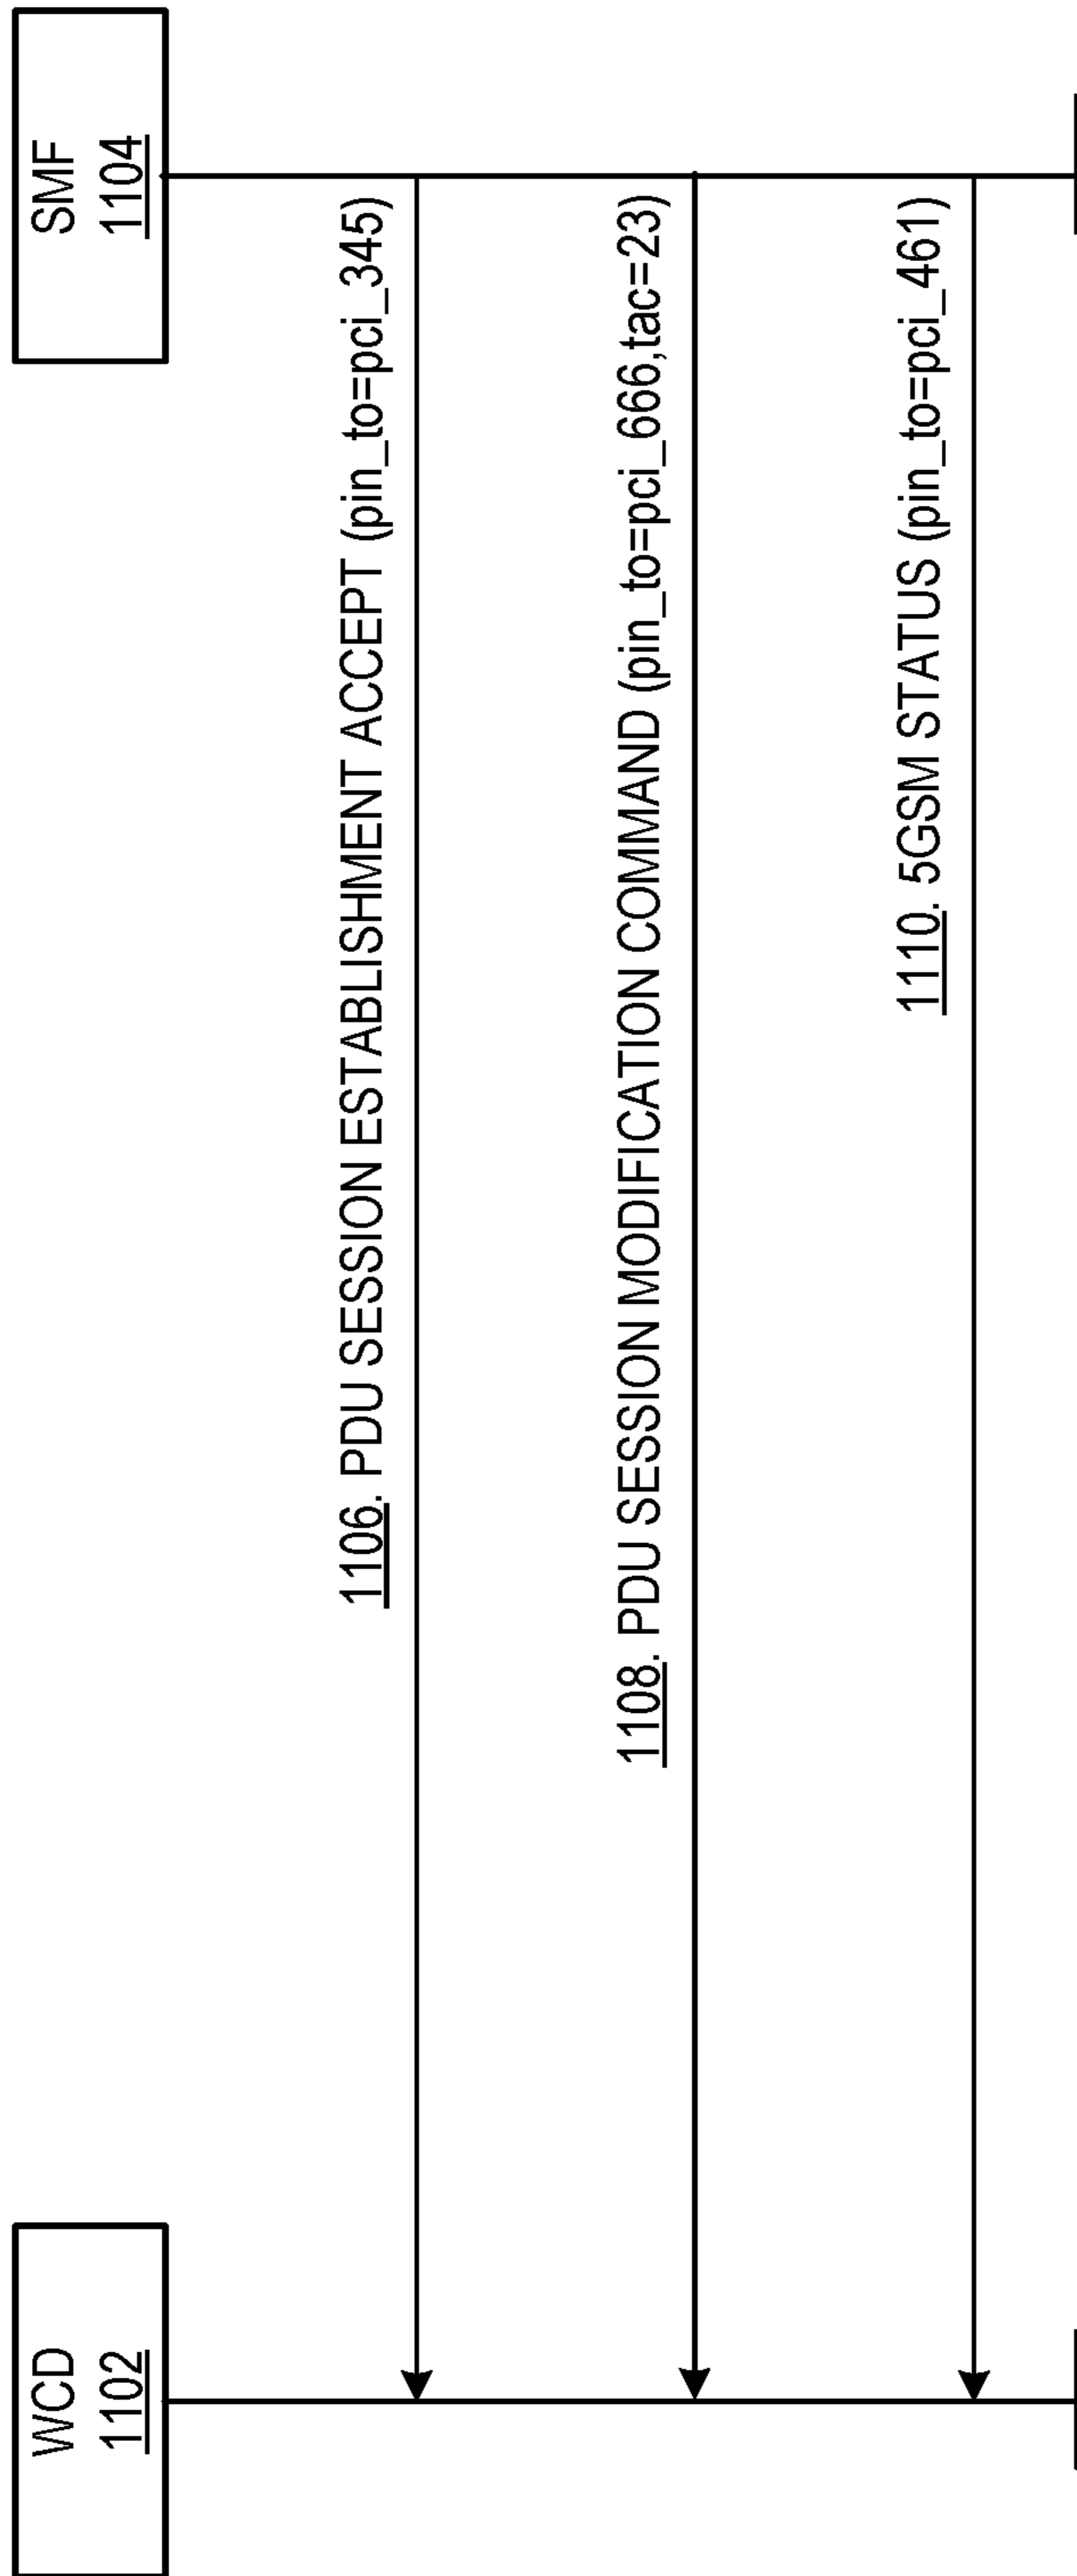 WCD
1102
SMF
1104
1106. PDU SESSION ESTABLISHMENT ACCEPT (pin_to=pci_345)
1108. PDU SESSION MODIFICATION COMMAND (pin_to=pci_666,tac=23)
1110. 5GSM STATUS (pin_to=pci_461)